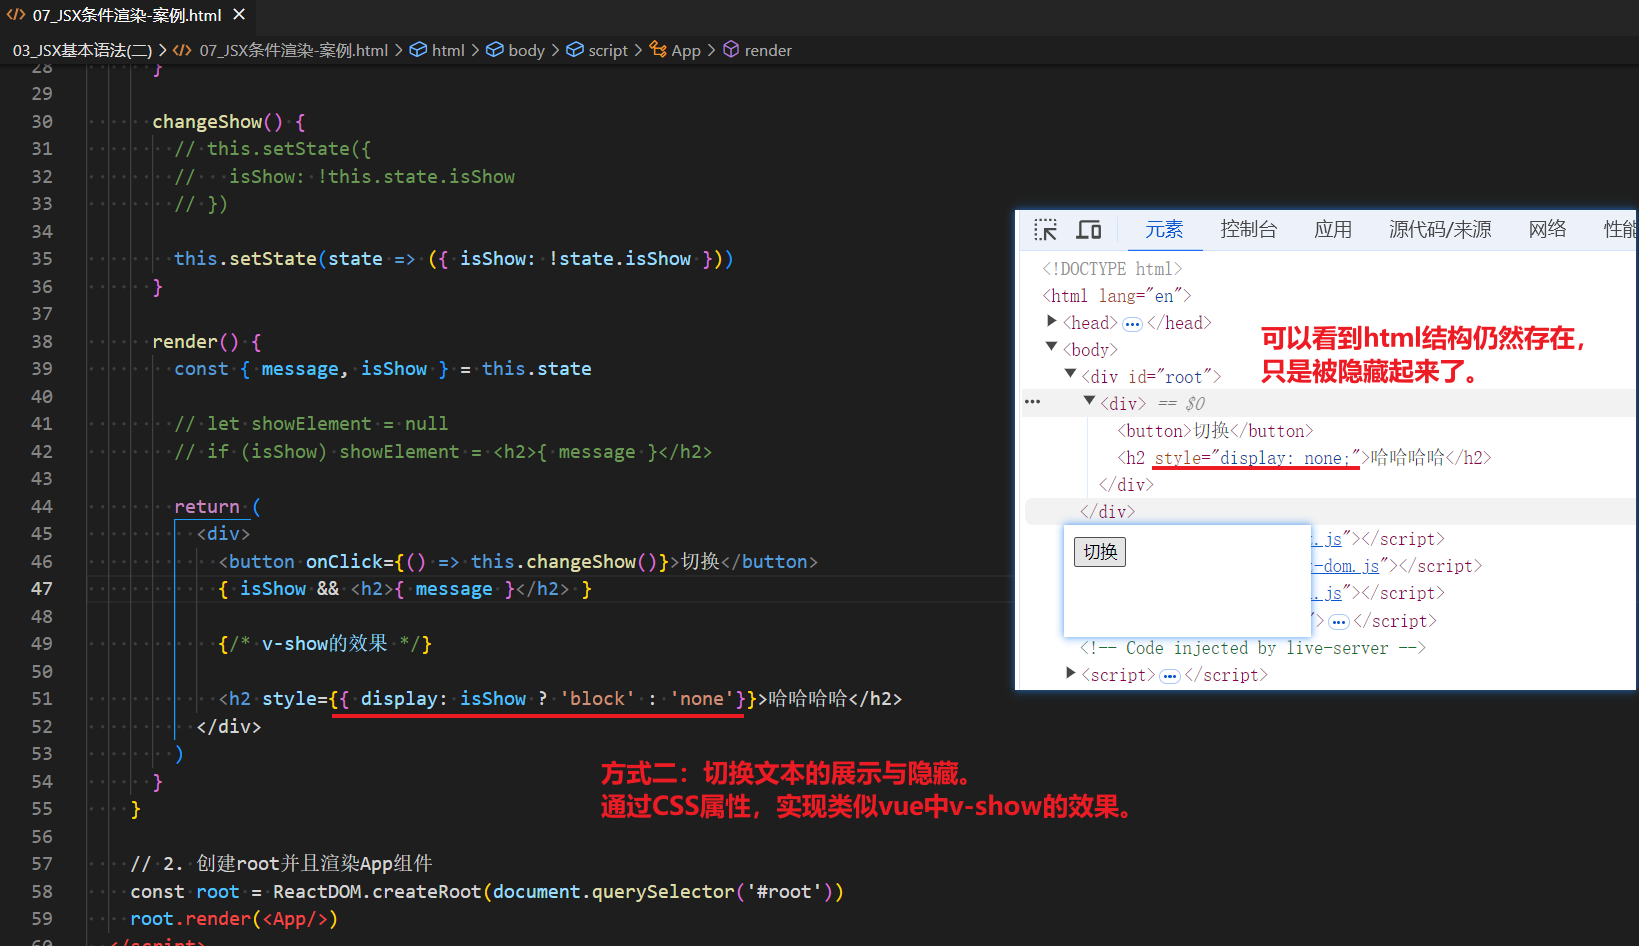 07_JSX条件渲染-案例.html ✕
03_JSX基本语法(二) > 07_JSX条件渲染-案例.html > html > body > script > App > render
28 }
29
30 changeShow() {
31 // this.setState({
32 // isShow: !this.state.isShow
33 // })
34
35 this.setState(state => ({ isShow: !state.isShow }))
36 }
37
38 render() {
39 const { message, isShow } = this.state
40
41 // let showElement = null
42 // if (isShow) showElement = <h2>{ message }</h2>
43
44 return (
45 <div>
46 <button onClick={() => this.changeShow()}>切换</button>
47 { isShow && <h2>{ message }</h2> }
48
49 {/* v-show的效果 */}
50
51 <h2 style={{ display: isShow ? 'block' : 'none'}}>哈哈哈哈</h2>
52 </div>
53 )
54 }
55 }
56
57 // 2. 创建root并且渲染App组件
58 const root = ReactDOM.createRoot(document.querySelector('#root'))
59 root.render(<App/>)
60 </script>
方式二：切换文本的展示与隐藏。
通过CSS属性，实现类似vue中v-show的效果。
元素 控制台 应用 源代码/来源 网络 性能
<!DOCTYPE html>
<html lang="en">
<head> ••• </head>
<body>
<div id="root">
••• <div> == $0
<button>切换</button>
<h2 style="display: none;">哈哈哈哈</h2>
</div>
</div>
.js"></script>
-dom.js"></script>
.js"></script>
> ••• </script>
<!-- Code injected by live-server -->
<script> ••• </script>
可以看到html结构仍然存在，
只是被隐藏起来了。
切换